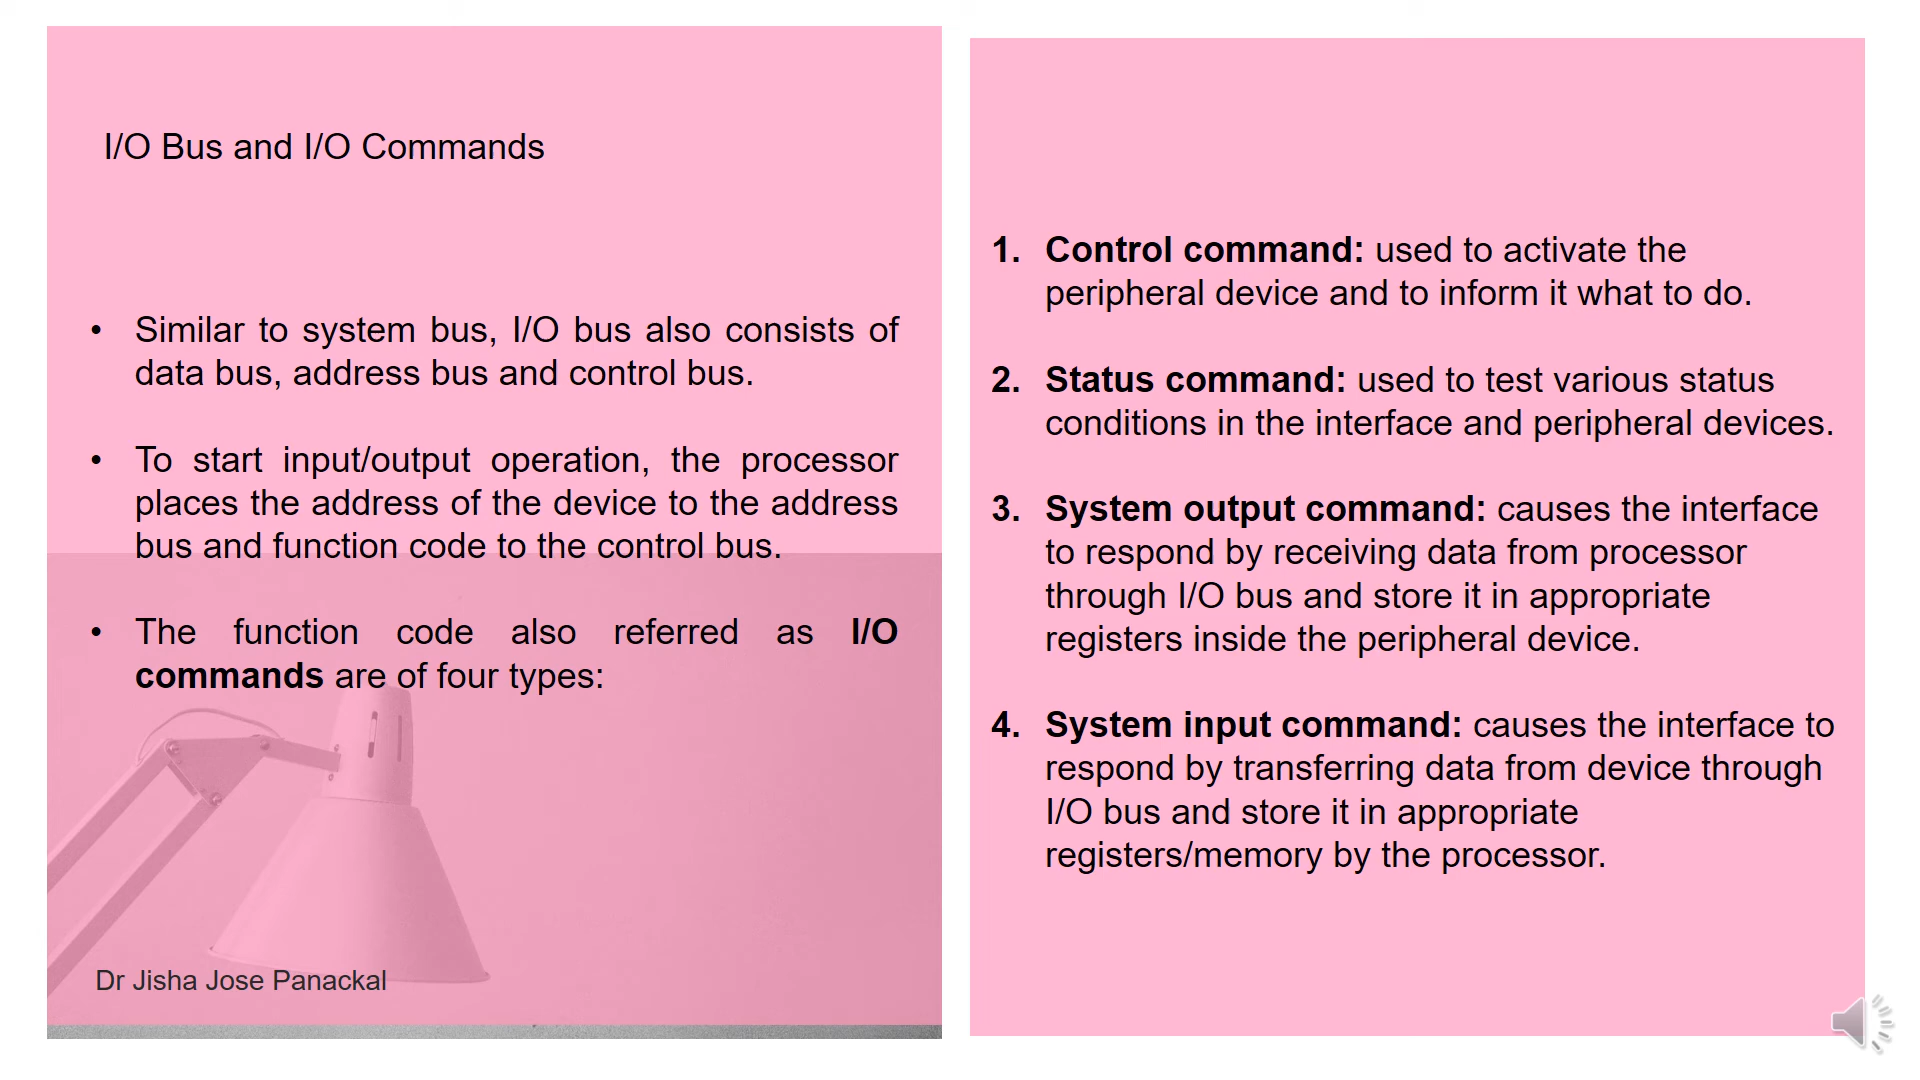 I/O Bus and I/O Commands
• Similar to system bus, I/O bus also consists of
data bus, address bus and control bus.
• To start input/output operation, the processor
places the address of the device to the address
bus and function code to the control bus.
• The function code also referred as I/O
commands are of four types:
Dr Jisha Jose Panackal
1. Control command: used to activate the
peripheral device and to inform it what to do.
2. Status command: used to test various status
conditions in the interface and peripheral devices.
3. System output command: causes the interface
to respond by receiving data from processor
through I/O bus and store it in appropriate
registers inside the peripheral device.
4. System input command: causes the interface to
respond by transferring data from device through
I/O bus and store it in appropriate
registers/memory by the processor.